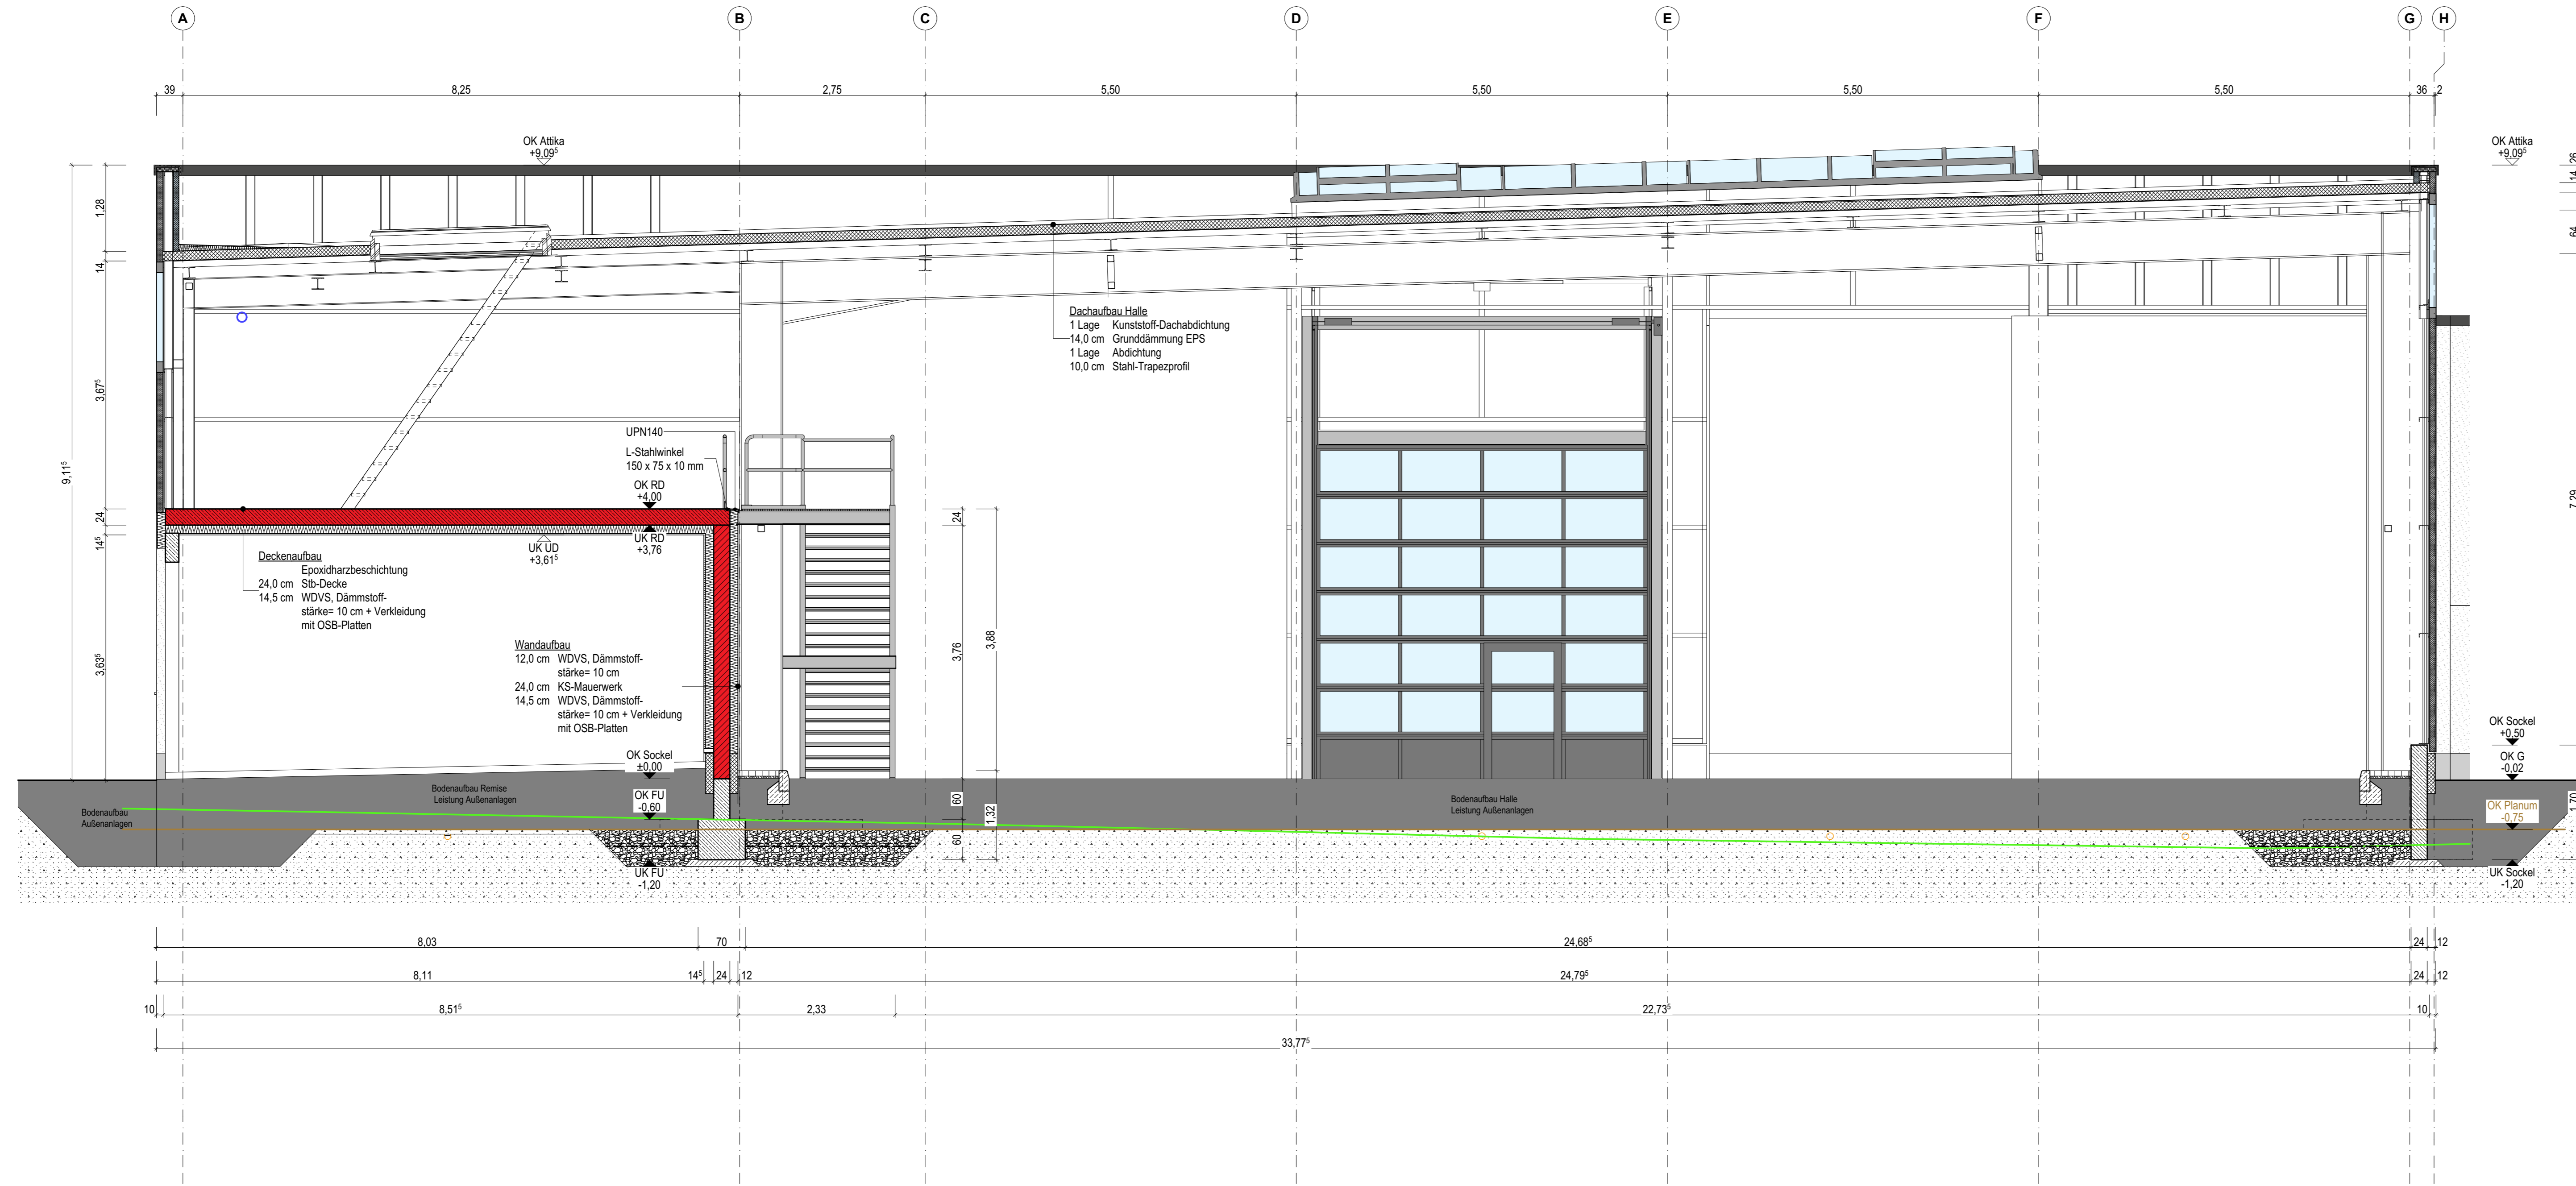 A B C D E F G H
39 8,25 2,75 5,50 5,50 5,50 5,50 36 2
OK Attika
+9,09⁵
OK Attika
+9,09⁵
26
14
64
7,29
1,70
1,28
14
3,67⁵
9,11⁵
24
14⁵
3,63⁵
Dachaufbau Halle
1 Lage Kunststoff-Dachabdichtung
14,0 cm Grunddämmung EPS
1 Lage Abdichtung
10,0 cm Stahl-Trapezprofil
UPN140
L-Stahlwinkel
150 x 75 x 10 mm
OK RD
+4,00
UK RD
+3,76
UK UD
+3,61⁵
Deckenaufbau
Epoxidharzbeschichtung
24,0 cm Stb-Decke
14,5 cm WDVS, Dämmstoff-
stärke= 10 cm + Verkleidung
mit OSB-Platten
Wandaufbau
12,0 cm WDVS, Dämmstoff-
stärke= 10 cm
24,0 cm KS-Mauerwerk
14,5 cm WDVS, Dämmstoff-
stärke= 10 cm + Verkleidung
mit OSB-Platten
24
3,76
3,88
60
1,32
60
OK Sockel
±0,00
OK FU
-0,60
UK FU
-1,20
Bodenaufbau
Außenanlagen
Bodenaufbau Remise
Leistung Außenanlagen
Bodenaufbau Halle
Leistung Außenanlagen
OK Sockel
+0,50
OK G
-0,02
OK Planum
-0,75
UK Sockel
-1,20
8,03 70 24,68⁵ 24 12
8,11 14⁵ 24 12 24,79⁵ 24 12
10 8,51⁵ 2,33 22,73⁵ 10
33,77⁵